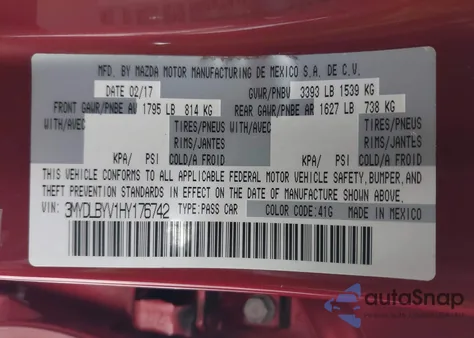 MFD. BY MAZDA MOTOR MANUFACTURING DE MEXICO S.A. DE C.V.
DATE 02/17 GVWR/PNBV 3393 LB 1539 KG
FRONT GAWR/PNBE AV 1795 LB 814 KG REAR GAWR/PNBE AR 1627 LB 738 KG
WITH/AVEC TIRES/PNEUS WITH/AVEC TIRES/PNEUS
RIMS/JANTES RIMS/JANTES
KPA/ PSI COLD/A FROID KPA/ PSI COLD/A FROID
THIS VEHICLE CONFORMS TO ALL APPLICABLE FEDERAL MOTOR VEHICLE SAFETY, BUMPER, AND
THEFT PREVENTION STANDARDS IN EFFECT ON THE DATE OF MANUFACTURE SHOWN ABOVE.
VIN: 3MYDLBYV1HY176742 TYPE: PASS CAR COLOR CODE: 41G MADE IN MEXICO
autoSnap